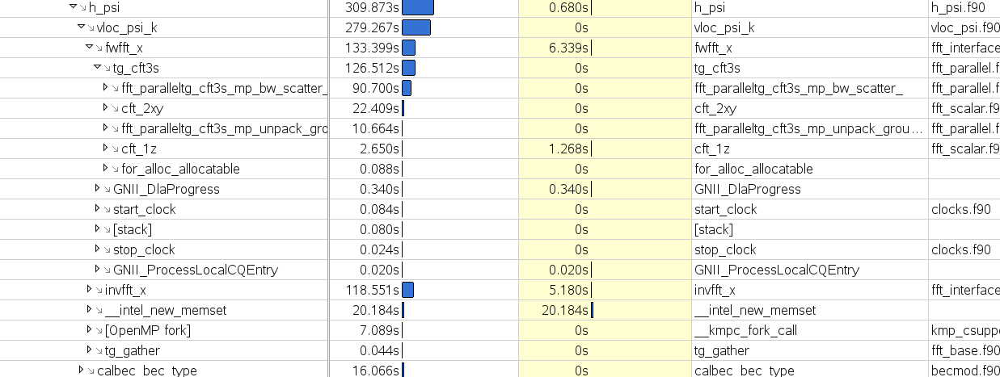 h_psi 309.873s 0.680s h_psi h_psi.f90
vloc_psi_k 279.267s 0s vloc_psi_k vloc_psi.f90
fwfft_x 133.399s 6.339s fwfft_x fft_interface
tg_cft3s 126.512s 0s tg_cft3s fft_parallel.f
fft_paralleltg_cft3s_mp_bw_scatter_ 90.700s 0s fft_paralleltg_cft3s_mp_bw_scatter_ fft_parallel.f
cft_2xy 22.409s 0s cft_2xy fft_scalar.f9
fft_paralleltg_cft3s_mp_unpack_gro 10.664s 0s fft_paralleltg_cft3s_mp_unpack_grou... fft_parallel.f
cft_1z 2.650s 1.268s cft_1z fft_scalar.f9
for_alloc_allocatable 0.088s 0s for_alloc_allocatable
GNII_DlaProgress 0.340s 0.340s GNII_DlaProgress
start_clock 0.084s 0s start_clock clocks.f90
[stack] 0.080s 0s [stack]
stop_clock 0.024s 0s stop_clock clocks.f90
GNII_ProcessLocalCQEntry 0.020s 0.020s GNII_ProcessLocalCQEntry
invfft_x 118.551s 5.180s invfft_x fft_interface
__intel_new_memset 20.184s 20.184s __intel_new_memset
[OpenMP fork] 7.089s 0s __kmpc_fork_call kmp_csupp
tg_gather 0.044s 0s tg_gather fft_base.f90
calbec_bec_type 16.066s 0s calbec_bec_type becmod.f90